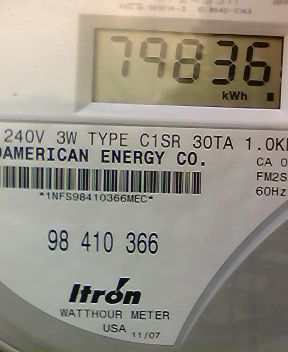 79836
kWh
240V 3W TYPE C1SR 30TA 1.0K
AMERICAN ENERGY CO.
CA 0
FM2S
60Hz
*1NFS98410366MEC*
98 410 366
Itrón
WATTHOUR METER
USA 11/07